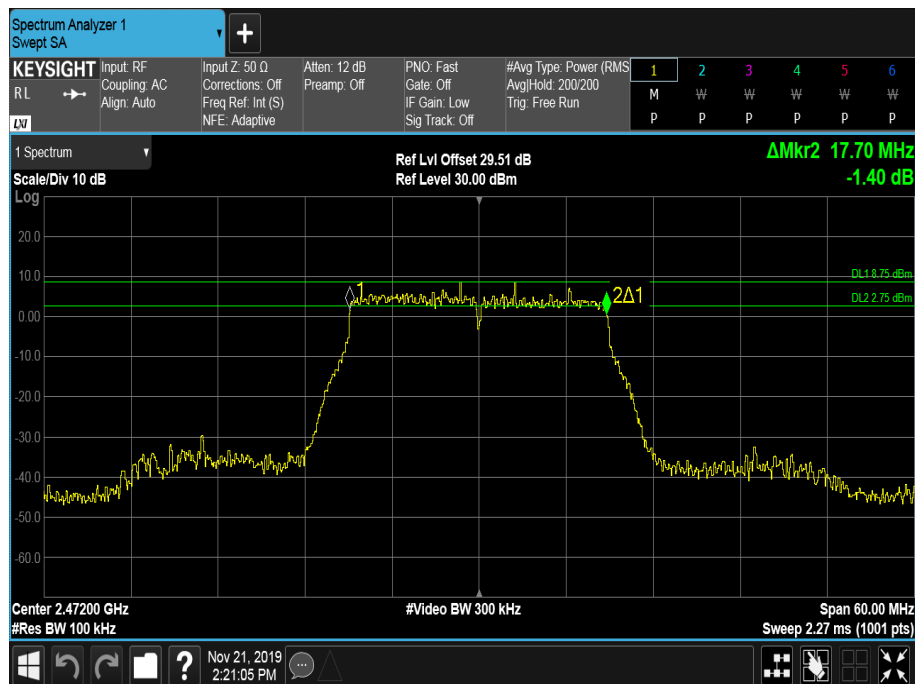 Spectrum Analyzer 1
Swept SA
+
KEYSIGHT
RL
LXI
Input: RF
Coupling: AC
Align: Auto
Input Z: 50 Ω
Corrections: Off
Freq Ref: Int (S)
NFE: Adaptive
Atten: 12 dB
Preamp: Off
PNO: Fast
Gate: Off
IF Gain: Low
Sig Track: Off
#Avg Type: Power (RMS
Avg|Hold: 200/200
Trig: Free Run
1 2 3 4 5 6
M W W W W W
P P P P P P
1 Spectrum
Scale/Div 10 dB
Ref Lvl Offset 29.51 dB
Ref Level 30.00 dBm
ΔMkr2 17.70 MHz
-1.40 dB
Log
20.0
10.0
0.00
-10.0
-20.0
-30.0
-40.0
-50.0
-60.0
DL1 8.75 dBm
DL2 2.75 dBm
1
2Δ1
Center 2.47200 GHz
#Res BW 100 kHz
#Video BW 300 kHz
Span 60.00 MHz
Sweep 2.27 ms (1001 pts)
?
Nov 21, 2019
2:21:05 PM
...